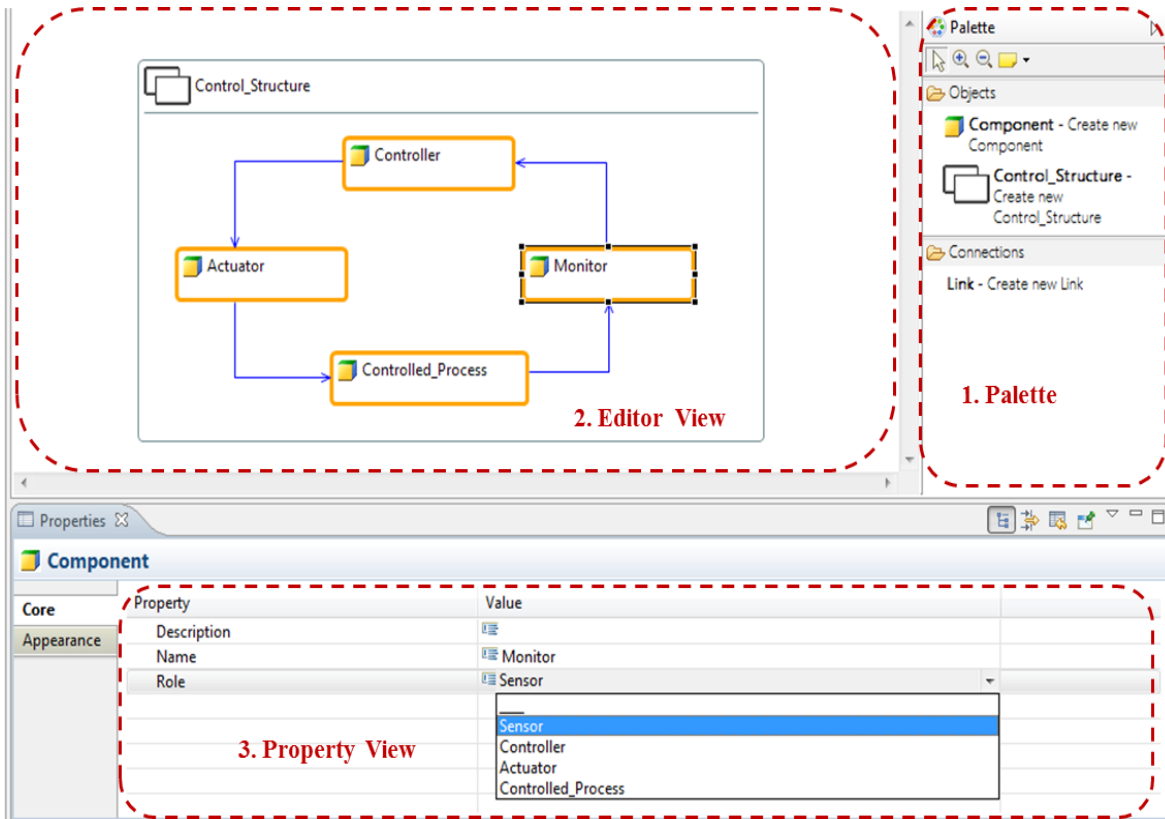 Control_Structure
Controller
Actuator
Monitor
Controlled_Process
2. Editor View
Palette
Objects
Component - Create new
Component
Control_Structure -
Create new
Control_Structure
Connections
Link - Create new Link
1. Palette
Properties
Component
Core
Appearance
Property Value
Description
Name Monitor
Role Sensor
___
Sensor
Controller
Actuator
Controlled_Process
3. Property View